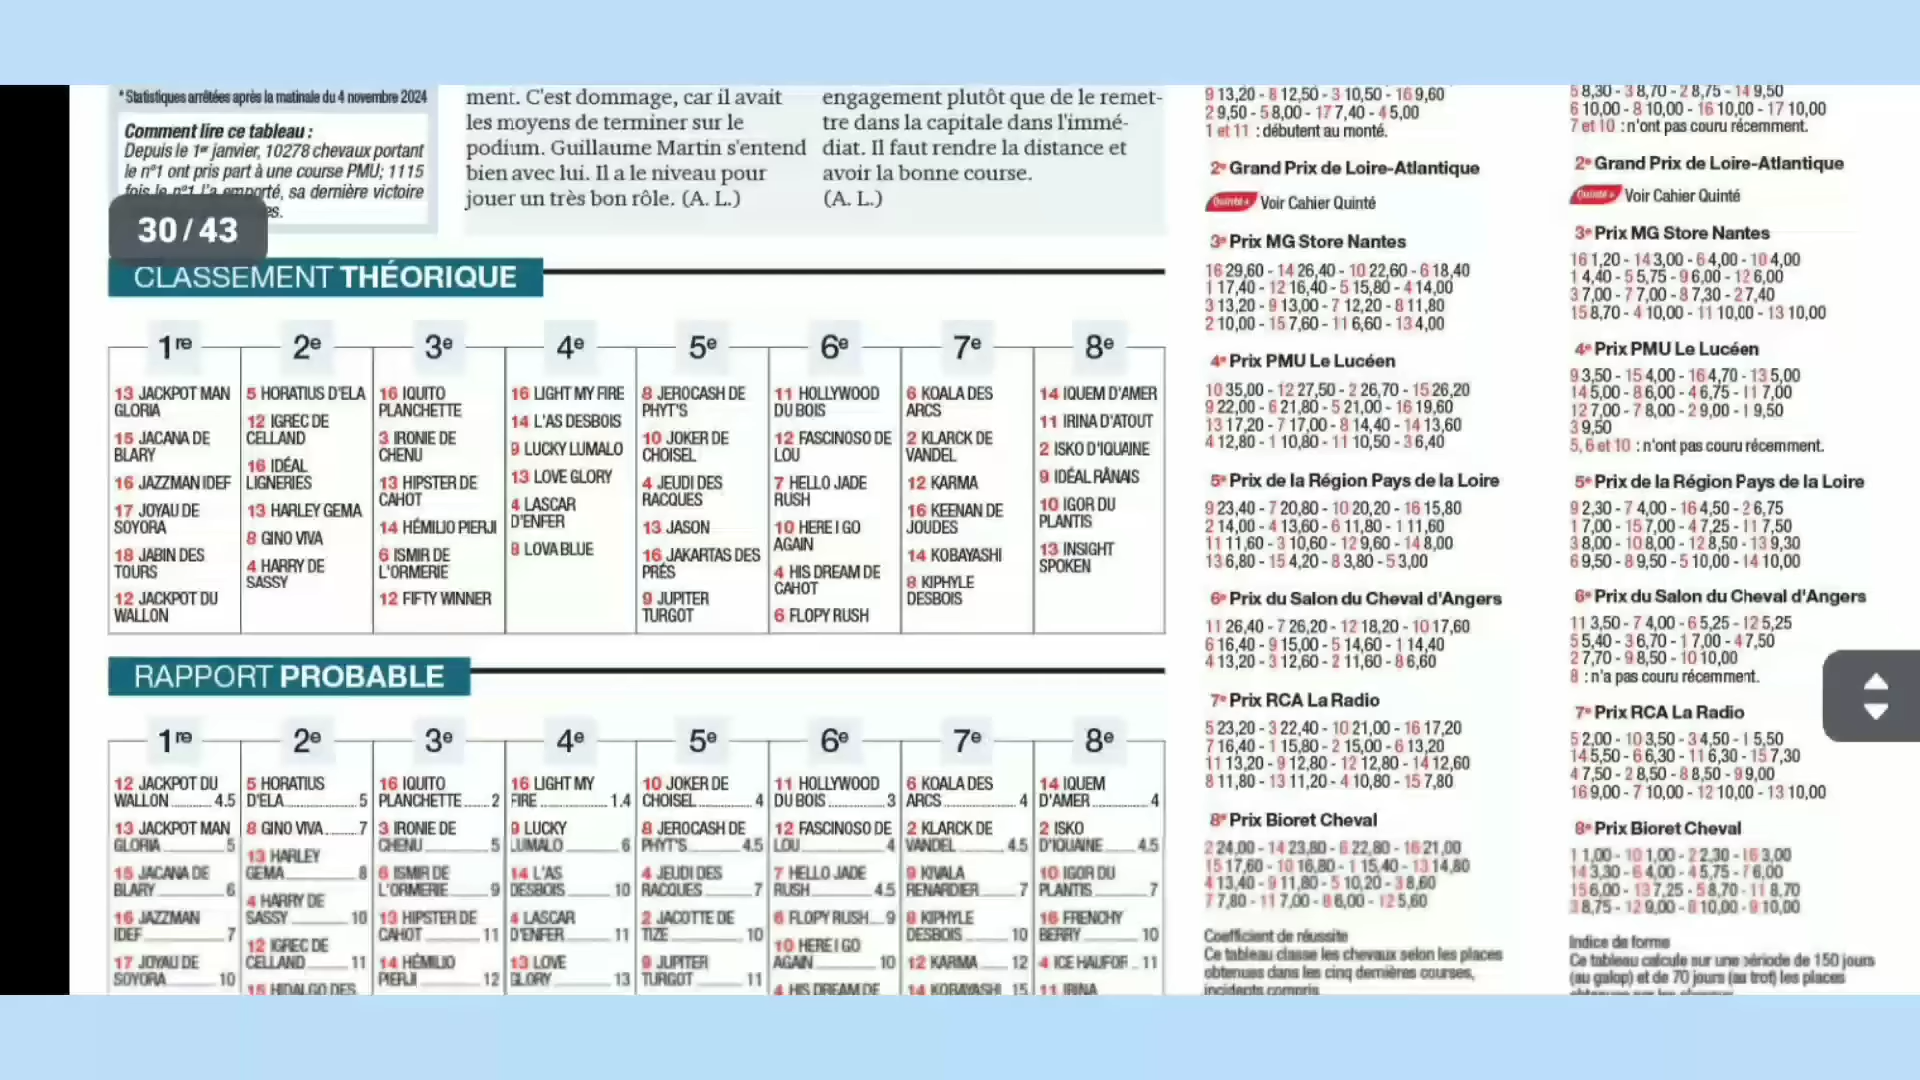 * Statistiques arrêtées après la matinale du 4 novembre 2024
Comment lire ce tableau :
Depuis le 1er janvier, 10278 chevaux portant
le n°1 ont pris part à une course PMU; 1115
fois le n°1 l'a emporté, sa dernière victoire
es.
30 / 43
ment. C'est dommage, car il avait
les moyens de terminer sur le
podium. Guillaume Martin s'entend
bien avec lui. Il a le niveau pour
jouer un très bon rôle. (A. L.)
engagement plutôt que de le remet-
tre dans la capitale dans l'immé-
diat. Il faut rendre la distance et
avoir la bonne course.
(A. L.)
CLASSEMENT THÉORIQUE
1re
13 JACKPOT MAN
GLORIA
15 JACANA DE
BLARY
16 JAZZMAN IDEF
17 JOYAU DE
SOYORA
18 JABIN DES
TOURS
12 JACKPOT DU
WALLON
2e
5 HORATIUS D'ELA
12 IGREC DE
CELLAND
16 IDÉAL
LIGNERIES
13 HARLEY GEMA
8 GINO VIVA
4 HARRY DE
SASSY
3e
16 IQUITO
PLANCHETTE
3 IRONIE DE
CHENU
13 HIPSTER DE
CAHOT
14 HÉMILIO PIERJI
6 ISMIR DE
L'ORMERIE
12 FIFTY WINNER
4e
16 LIGHT MY FIRE
14 L'AS DESBOIS
9 LUCKY LUMALO
13 LOVE GLORY
4 LASCAR
D'ENFER
8 LOVA BLUE
5e
8 JEROCASH DE
PHYT'S
10 JOKER DE
CHOISEL
4 JEUDI DES
RACQUES
13 JASON
16 JAKARTAS DES
PRÉS
9 JUPITER
TURGOT
6e
11 HOLLYWOOD
DU BOIS
12 FASCINOSO DE
LOU
7 HELLO JADE
RUSH
10 HERE I GO
AGAIN
4 HIS DREAM DE
CAHOT
6 FLOPY RUSH
7e
6 KOALA DES
ARCS
2 KLARCK DE
VANDEL
12 KARMA
16 KEENAN DE
JOUDES
14 KOBAYASHI
8 KIPHYLE
DESBOIS
8e
14 IQUEM D'AMER
11 IRINA D'ATOUT
2 ISKO D'IQUAINE
9 IDÉAL RÂNAIS
10 IGOR DU
PLANTIS
13 INSIGHT
SPOKEN
RAPPORT PROBABLE
1re
12 JACKPOT DU
WALLON 4.5
13 JACKPOT MAN
GLORIA 5
15 JACANA DE
BLARY 6
16 JAZZMAN
IDEF 7
17 JOYAU DE
SOYORA 10
2e
5 HORATIUS
D'ELA 5
8 GINO VIVA 7
13 HARLEY
GEMA 8
4 HARRY DE
SASSY 10
12 IGREC DE
CELLAND 11
15 HIDALGO DES
3e
16 IQUITO
PLANCHETTE 2
3 IRONIE DE
CHENU 5
6 ISMIR DE
L'ORMERIE 9
13 HIPSTER DE
CAHOT 11
14 HÉMILIO
PIERJI 12
4e
16 LIGHT MY
FIRE 1.4
9 LUCKY
LUMALO 6
14 L'AS
DESBOIS 10
4 LASCAR
D'ENFER 11
13 LOVE
GLORY 13
5e
10 JOKER DE
CHOISEL 4
8 JEROCASH DE
PHYT'S 4.5
4 JEUDI DES
RACQUES 7
2 JACOTTE DE
TIZE 10
9 JUPITER
TURGOT 11
6e
11 HOLLYWOOD
DU BOIS 3
12 FASCINOSO DE
LOU 4
7 HELLO JADE
RUSH 4.5
6 FLOPY RUSH 9
10 HERE I GO
AGAIN 10
4 HIS DREAM DE
7e
6 KOALA DES
ARCS 4
2 KLARCK DE
VANDEL 4.5
9 KIVALA
RENARDIER 7
8 KIPHYLE
DESBOIS 10
12 KARMA 12
14 KOBAYASHI 15
8e
14 IQUEM
D'AMER 4
2 ISKO
D'IQUAINE 4.5
10 IGOR DU
PLANTIS 7
16 FRENCHY
BERRY 10
4 ICE HAUFOR 11
11 IRINA
9 13,20 - 8 12,50 - 3 10,50 - 16 9,60
2 9,50 - 5 8,00 - 17 7,40 - 4 5,00
1 et 11 : débutent au monté.
2e Grand Prix de Loire-Atlantique
Quinté+ Voir Cahier Quinté
3e Prix MG Store Nantes
16 29,60 - 14 26,40 - 10 22,60 - 6 18,40
1 17,40 - 12 16,40 - 5 15,80 - 4 14,00
3 13,20 - 9 13,00 - 7 12,20 - 8 11,80
2 10,00 - 15 7,60 - 11 6,60 - 13 4,00
4e Prix PMU Le Lucéen
10 35,00 - 12 27,50 - 2 26,70 - 15 26,20
9 22,00 - 6 21,80 - 5 21,00 - 16 19,60
13 17,20 - 7 17,00 - 8 14,40 - 14 13,60
4 12,80 - 1 10,80 - 11 10,50 - 3 6,40
5e Prix de la Région Pays de la Loire
9 23,40 - 7 20,80 - 10 20,20 - 16 15,80
2 14,00 - 4 13,60 - 6 11,80 - 1 11,60
11 11,60 - 3 10,60 - 12 9,60 - 14 8,00
13 6,80 - 15 4,20 - 8 3,80 - 5 3,00
6e Prix du Salon du Cheval d'Angers
11 26,40 - 7 26,20 - 12 18,20 - 10 17,60
6 16,40 - 9 15,00 - 5 14,60 - 1 14,40
4 13,20 - 3 12,60 - 2 11,60 - 8 6,60
7e Prix RCA La Radio
5 23,20 - 3 22,40 - 10 21,00 - 16 17,20
7 16,40 - 1 15,80 - 2 15,00 - 6 13,20
11 13,20 - 9 12,80 - 12 12,80 - 14 12,60
8 11,80 - 13 11,20 - 4 10,80 - 15 7,80
8e Prix Bioret Cheval
2 24,00 - 14 23,80 - 6 22,80 - 16 21,00
15 17,60 - 10 16,80 - 1 15,40 - 13 14,80
4 13,40 - 9 11,80 - 5 10,20 - 3 8,60
7 7,80 - 11 7,00 - 8 6,00 - 12 5,60
Coefficient de réussite
Ce tableau classe les chevaux selon les places
obtenues dans les cinq dernières courses,
incidents compris.
5 8,30 - 3 8,70 - 2 8,75 - 14 9,50
6 10,00 - 8 10,00 - 16 10,00 - 17 10,00
7 et 10 : n'ont pas couru récemment.
2e Grand Prix de Loire-Atlantique
Quinté+ Voir Cahier Quinté
3e Prix MG Store Nantes
16 1,20 - 14 3,00 - 6 4,00 - 10 4,00
1 4,40 - 5 5,75 - 9 6,00 - 12 6,00
3 7,00 - 7 7,00 - 8 7,30 - 2 7,40
15 8,70 - 4 10,00 - 11 10,00 - 13 10,00
4e Prix PMU Le Lucéen
9 3,50 - 15 4,00 - 16 4,70 - 13 5,00
14 5,00 - 8 6,00 - 4 6,75 - 11 7,00
12 7,00 - 7 8,00 - 2 9,00 - 1 9,50
3 9,50
5, 6 et 10 : n'ont pas couru récemment.
5e Prix de la Région Pays de la Loire
9 2,30 - 7 4,00 - 16 4,50 - 2 6,75
1 7,00 - 15 7,00 - 4 7,25 - 11 7,50
3 8,00 - 10 8,00 - 12 8,50 - 13 9,30
6 9,50 - 8 9,50 - 5 10,00 - 14 10,00
6e Prix du Salon du Cheval d'Angers
11 3,50 - 7 4,00 - 6 5,25 - 12 5,25
5 5,40 - 3 6,70 - 1 7,00 - 4 7,50
2 7,70 - 9 8,50 - 10 10,00
8 : n'a pas couru récemment.
7e Prix RCA La Radio
5 2,00 - 10 3,50 - 3 4,50 - 1 5,50
14 5,50 - 6 6,30 - 11 6,30 - 15 7,30
4 7,50 - 2 8,50 - 8 8,50 - 9 9,00
16 9,00 - 7 10,00 - 12 10,00 - 13 10,00
8e Prix Bioret Cheval
1 1,00 - 10 1,00 - 2 2,30 - 16 3,00
14 3,30 - 6 4,00 - 4 5,75 - 7 6,00
15 6,00 - 13 7,25 - 5 8,70 - 11 8,70
3 8,75 - 12 9,00 - 8 10,00 - 9 10,00
Indice de forme
Ce tableau calcule sur une période de 150 jours
(au galop) et de 70 jours (au trot) les places